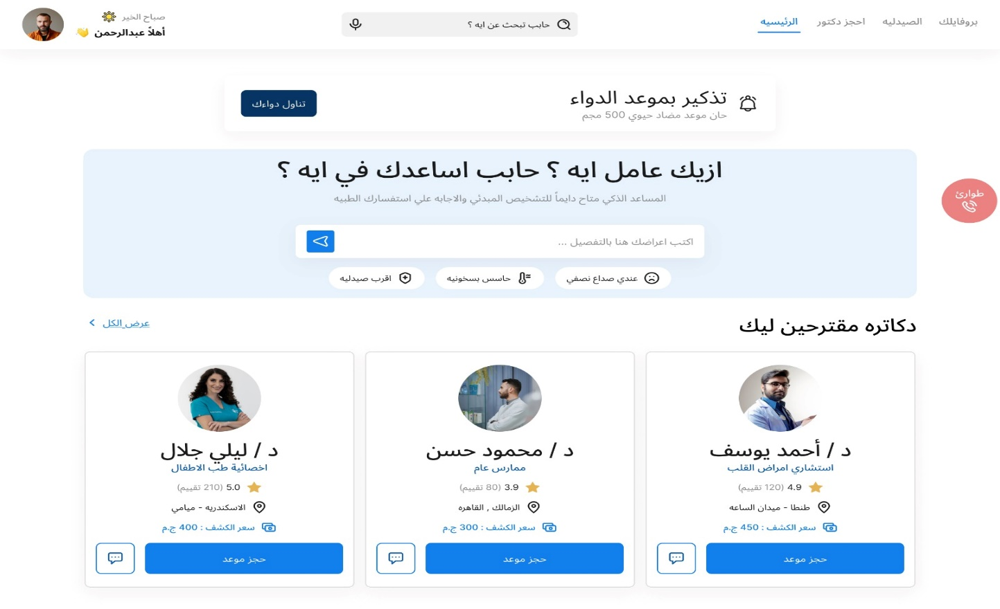 الرئيسيه
احجز دكتور
الصيدليه
بروفايلك
حابب تبحث عن ايه ؟
صباح الخير
أهلاً عبدالرحمن
تذكير بموعد الدواء
حان موعد مضاد حيوي 500 مجم
تناول دواءك
ازيك عامل ايه ؟ حابب اساعدك في ايه ؟
المساعد الذكي متاح دايماً للتشخيص المبدئي والاجابه علي استفسارك الطبيه
اكتب اعراضك هنا بالتفصيل ...
عندي صداع نصفي
حاسس بسخونيه
اقرب صيدليه
طوارئ
دكاتره مقترحين ليك
عرض الكل
د / أحمد يوسف
استشاري امراض القلب
4.9 (120 تقييم)
طنطا - ميدان الساعه
سعر الكشف : 450 ج.م
حجز موعد
د / محمود حسن
ممارس عام
3.9 (80 تقييم)
الزمالك , القاهره
سعر الكشف : 300 ج.م
حجز موعد
د / ليلي جلال
اخصائية طب الاطفال
5.0 (210 تقييم)
الاسكندريه - ميامي
سعر الكشف : 400 ج.م
حجز موعد